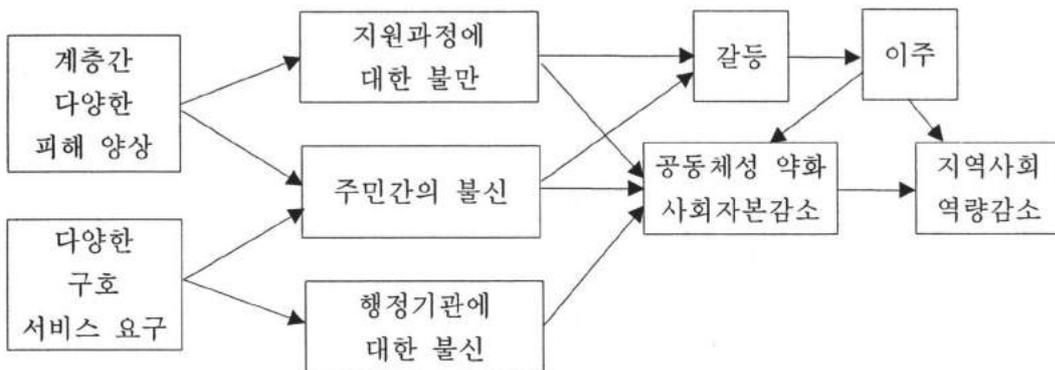 계층간
다양한
피해 양상
다양한
구호
서비스 요구
지원과정에
대한 불만
주민간의 불신
행정기관에
대한 불신
갈등
이주
공동체성 약화
사회자본감소
지역사회
역량감소